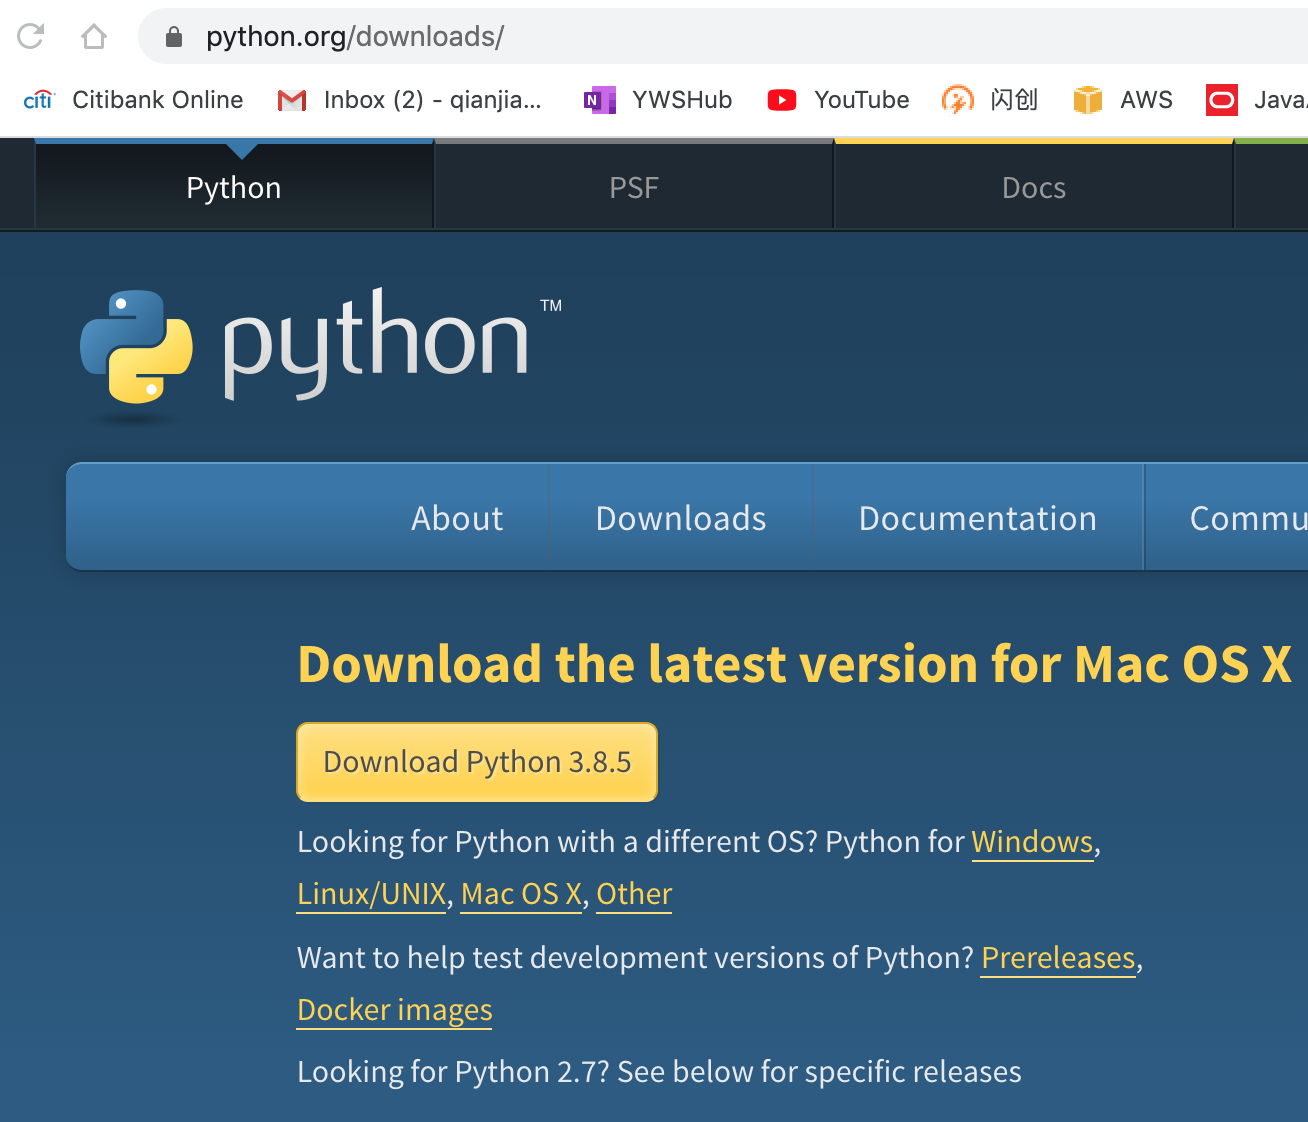 python.org/downloads/
citi Citibank Online Inbox (2) - qianjia... N YWSHub YouTube 闪创 AWS Java
Python PSF Docs
python TM
About Downloads Documentation Commu
Download the latest version for Mac OS X
Download Python 3.8.5
Looking for Python with a different OS? Python for Windows,
Linux/UNIX, Mac OS X, Other
Want to help test development versions of Python? Prereleases,
Docker images
Looking for Python 2.7? See below for specific releases